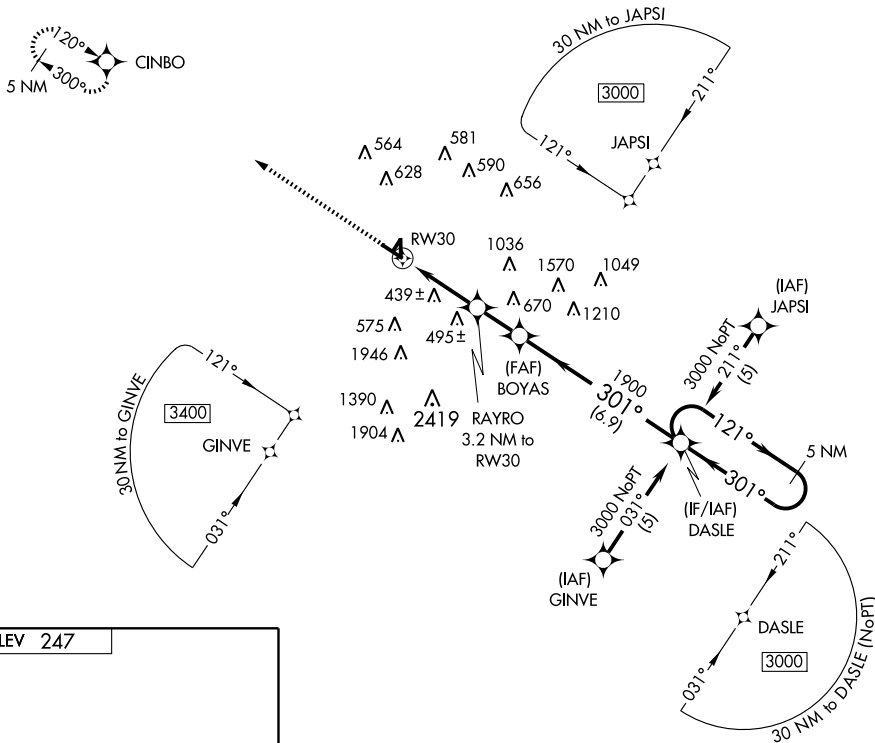 120°
CINBO
300°
5 NM
30 NM to JAPSI
3000
211°
121°
JAPSI
564
581
628
590
656
RW30
1036
1570
1049
439 ±
670
1210
575
495 ±
1946
(FAF)
BOYAS
(IAF)
JAPSI
3000 NoPT
211°
(5)
1900
301°
(6.9)
1390
2419
1904
RAYRO
3.2 NM to
RW30
121°
5 NM
301°
(IF/IAF)
DASLE
3000 NoPT
031°
(5)
(IAF)
GINVE
30 NM to GINVE
121°
3400
GINVE
031°
211°
DASLE
3000
031°
30 NM to DASLE (NoPT)
LEV 247